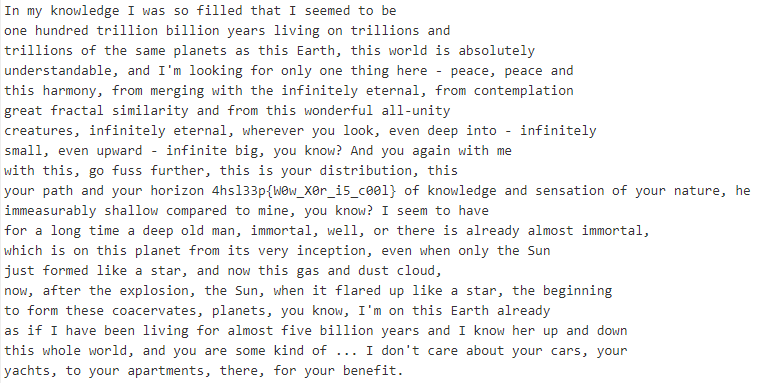 In my knowledge I was so filled that I seemed to be
one hundred trillion billion years living on trillions and
trillions of the same planets as this Earth, this world is absolutely
understandable, and I'm looking for only one thing here - peace, peace and
this harmony, from merging with the infinitely eternal, from contemplation
great fractal similarity and from this wonderful all-unity
creatures, infinitely eternal, wherever you look, even deep into - infinitely
small, even upward - infinite big, you know? And you again with me
with this, go fuss further, this is your distribution, this
your path and your horizon 4hsl33p{W0w_X0r_i5_c00l} of knowledge and sensation of your nature, he
immeasurably shallow compared to mine, you know? I seem to have
for a long time a deep old man, immortal, well, or there is already almost immortal,
which is on this planet from its very inception, even when only the Sun
just formed like a star, and now this gas and dust cloud,
now, after the explosion, the Sun, when it flared up like a star, the beginning
to form these coacervates, planets, you know, I'm on this Earth already
as if I have been living for almost five billion years and I know her up and down
this whole world, and you are some kind of ... I don't care about your cars, your
yachts, to your apartments, there, for your benefit.